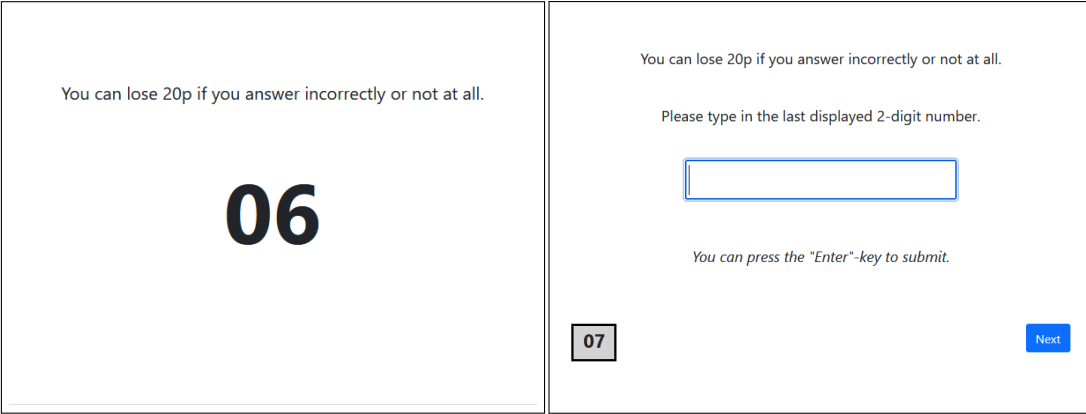 You can lose 20p if you answer incorrectly or not at all.
06
You can lose 20p if you answer incorrectly or not at all.
Please type in the last displayed 2-digit number.
You can press the "Enter"-key to submit.
07
Next